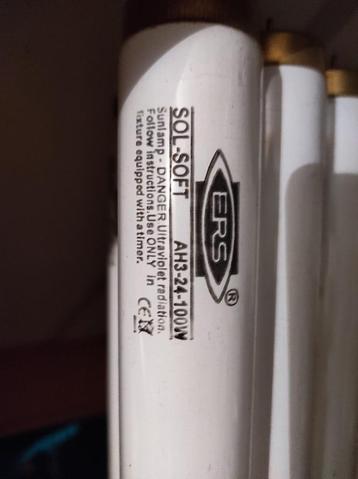 ERS®
SOL-SOFT AH3-24-100W
Sunlamp - DANGER Ultraviolet radiation.
Follow instructions.Use ONLY in
fixture equipped with a timer.
CE